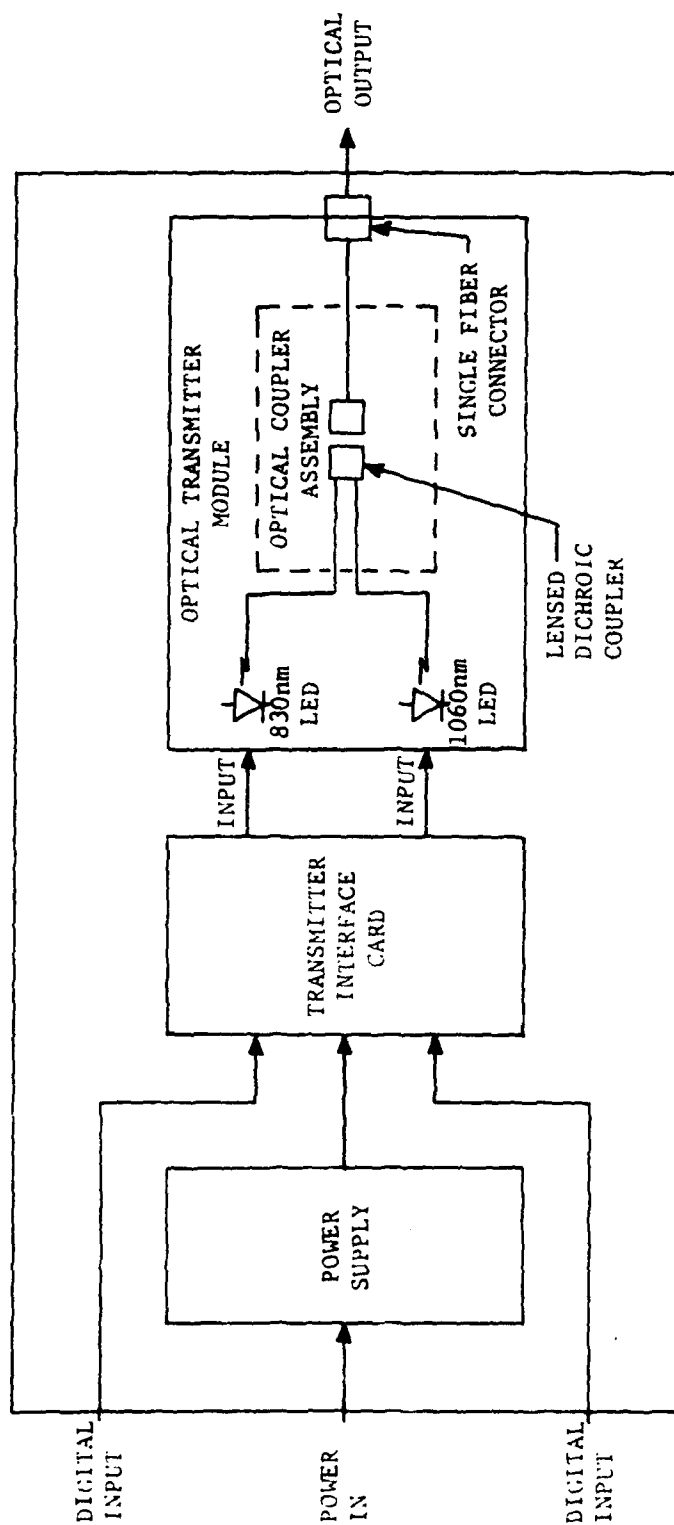 DIGITAL
INPUT
POWER
IN
DIGITAL
INPUT
POWER
SUPPLY
TRANSMITTER
INTERFACE
CARD
INPUT
INPUT
OPTICAL TRANSMITTER
MODULE
830nm
LED
1060nm
LED
OPTICAL COUPLER
ASSEMBLY
LENSED
DICHROIC
COUPLER
SINGLE FIBER
CONNECTOR
OPTICAL
OUTPUT